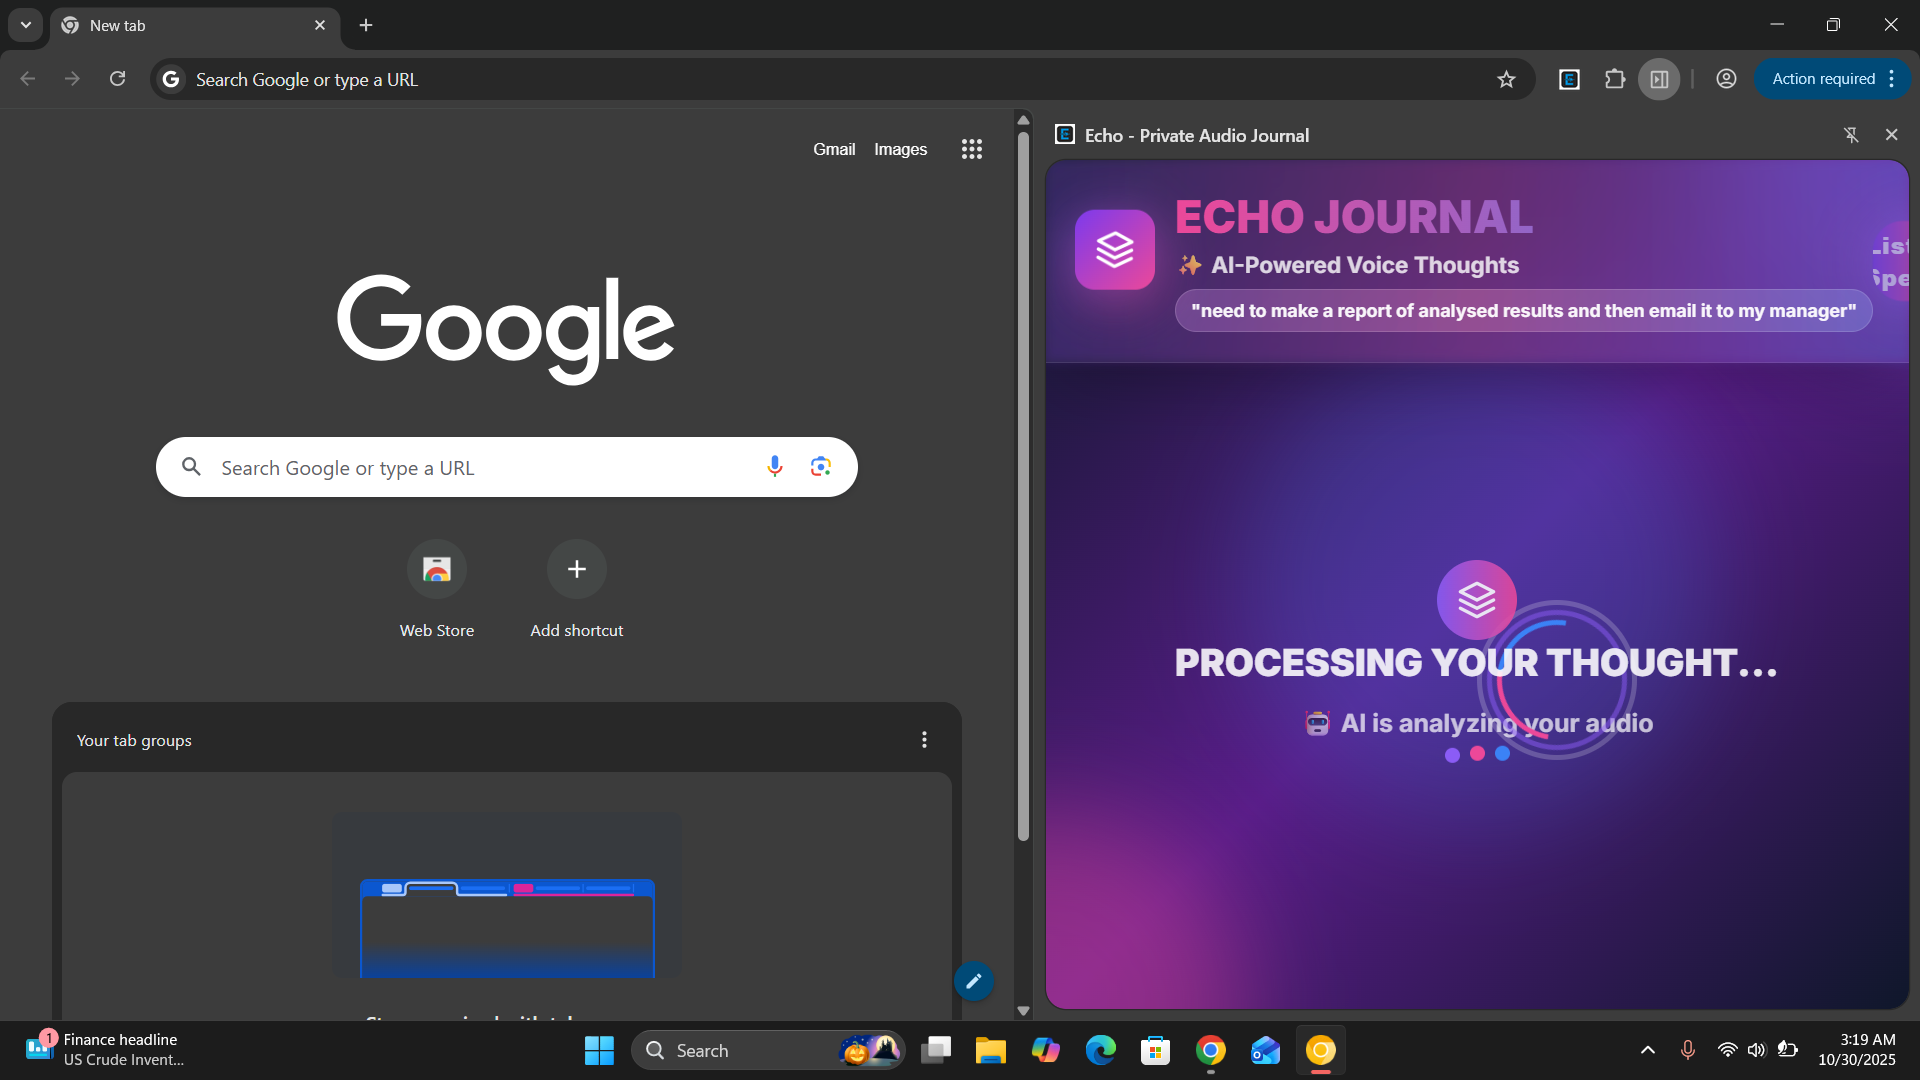 New tab
Search Google or type a URL
Action required
Gmail Images
Google
Search Google or type a URL
Web Store
Add shortcut
Your tab groups
Echo - Private Audio Journal
ECHO JOURNAL
✨ AI-Powered Voice Thoughts
"need to make a report of analysed results and then email it to my manager"
PROCESSING YOUR THOUGHT...
🤖 AI is analyzing your audio
1
Finance headline
US Crude Invent...
Search
3:19 AM
10/30/2025